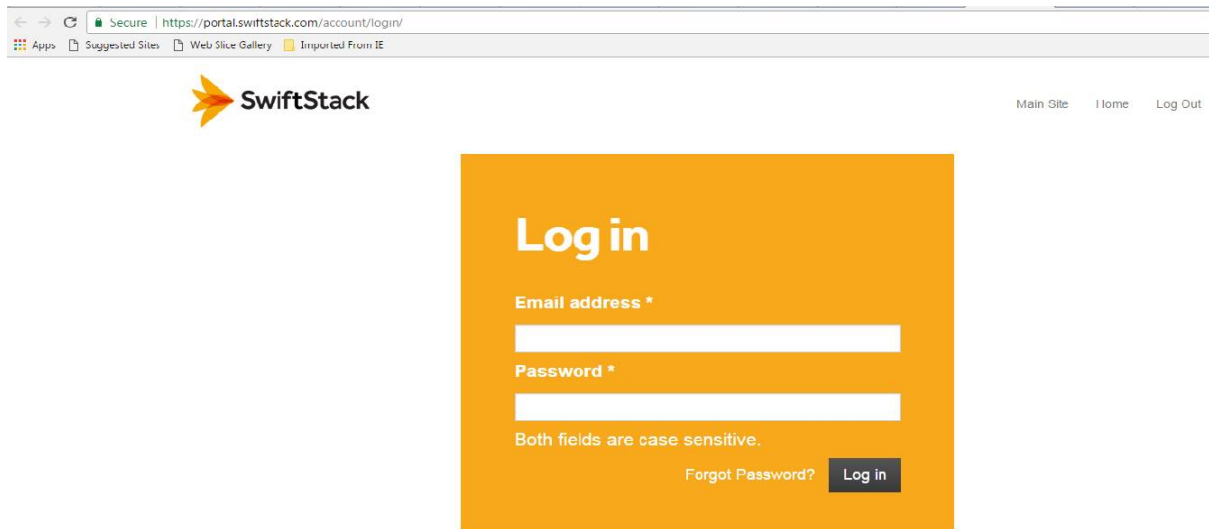 Secure | https://portal.swiftstack.com/account/login/
Apps Suggested Sites Web Slice Gallery Imported From IE
SwiftStack
Main Site Home Log Out
Log in
Email address *
Password *
Both fields are case sensitive.
Forgot Password? Log in